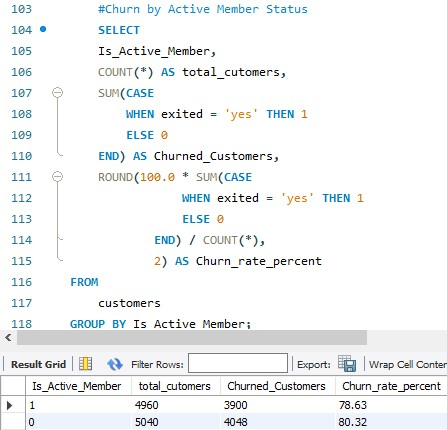 103 #Churn by Active Member Status
104 SELECT
105 Is_Active_Member,
106 COUNT(*) AS total_cutomers,
107 SUM(CASE
108 WHEN exited = 'yes' THEN 1
109 ELSE 0
110 END) AS Churned_Customers,
111 ROUND(100.0 * SUM(CASE
112 WHEN exited = 'yes' THEN 1
113 ELSE 0
114 END) / COUNT(*),
115 2) AS Churn_rate_percent
116 FROM
117 customers
118 GROUP BY Is_Active_Member;
Result Grid Filter Rows: Export: Wrap Cell Conter
Is_Active_Member total_cutomers Churned_Customers Churn_rate_percent
1 4960 3900 78.63
0 5040 4048 80.32